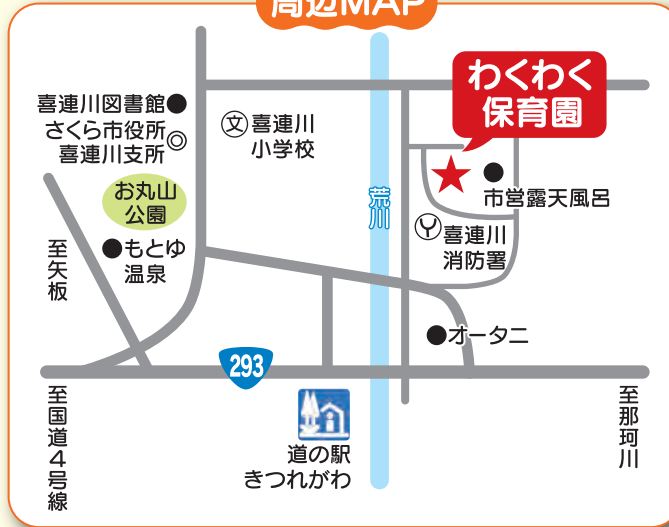 周辺MAP
わくわく
保育園
喜連川図書館
さくら市役所
喜連川支所
文
喜連川
小学校
お丸山
公園
荒川
市営露天風呂
喜連川
消防署
もとゆ
温泉
至矢板
オータニ
293
至国道4号線
道の駅
きつれがわ
至那珂川